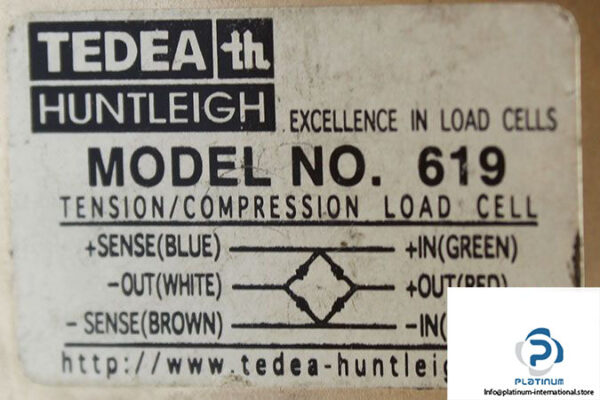 TEDEA th
HUNTLEIGH EXCELLENCE IN LOAD CELLS
MODEL NO. 619
TENSION/COMPRESSION LOAD CELL
+SENSE(BLUE) +IN(GREEN)
-OUT(WHITE) +OUT(RED)
-SENSE(BROWN) -IN(
http://www.tedea-huntleig
PLATINUM
Info@platinum-international.store